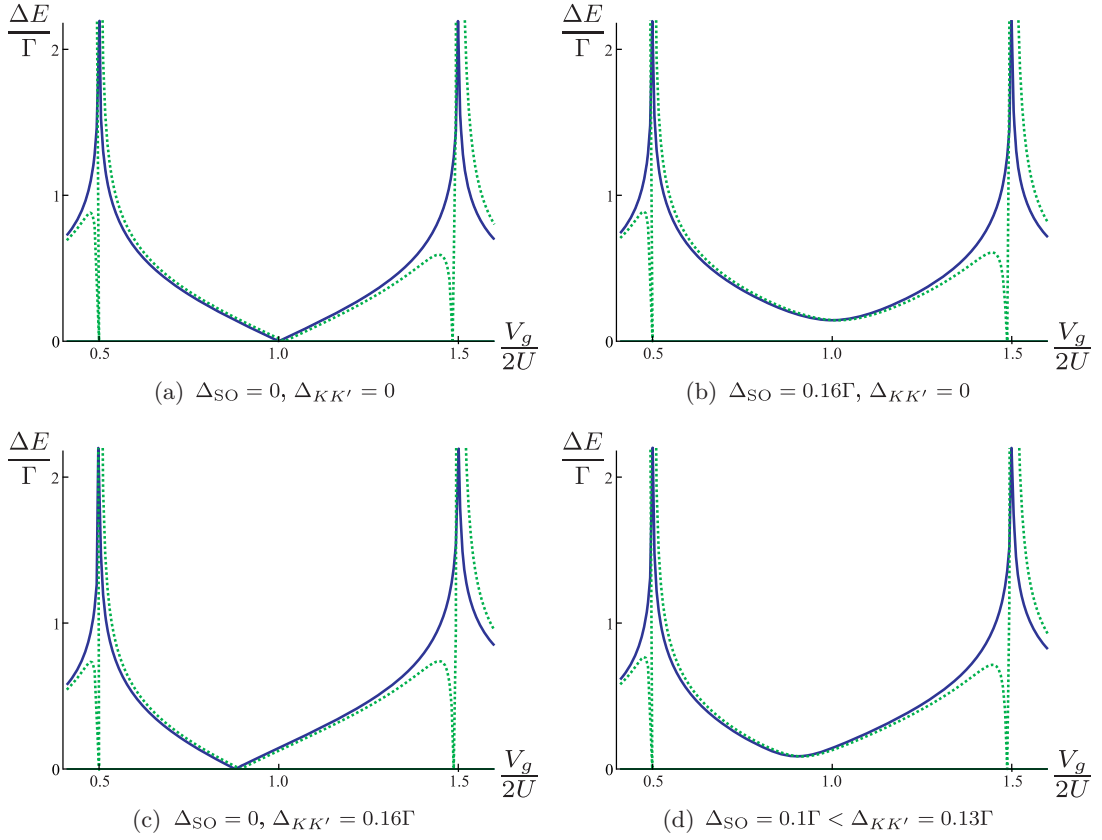 ΔE/Γ
2
1
0
0.5 1.0 1.5
V_g/2U
(a) Δ_SO = 0, Δ_KK′ = 0
ΔE/Γ
2
1
0
0.5 1.0 1.5
V_g/2U
(b) Δ_SO = 0.16Γ, Δ_KK′ = 0
ΔE/Γ
2
1
0
0.5 1.0 1.5
V_g/2U
(c) Δ_SO = 0, Δ_KK′ = 0.16Γ
ΔE/Γ
2
1
0
0.5 1.0 1.5
V_g/2U
(d) Δ_SO = 0.1Γ < Δ_KK′ = 0.13Γ